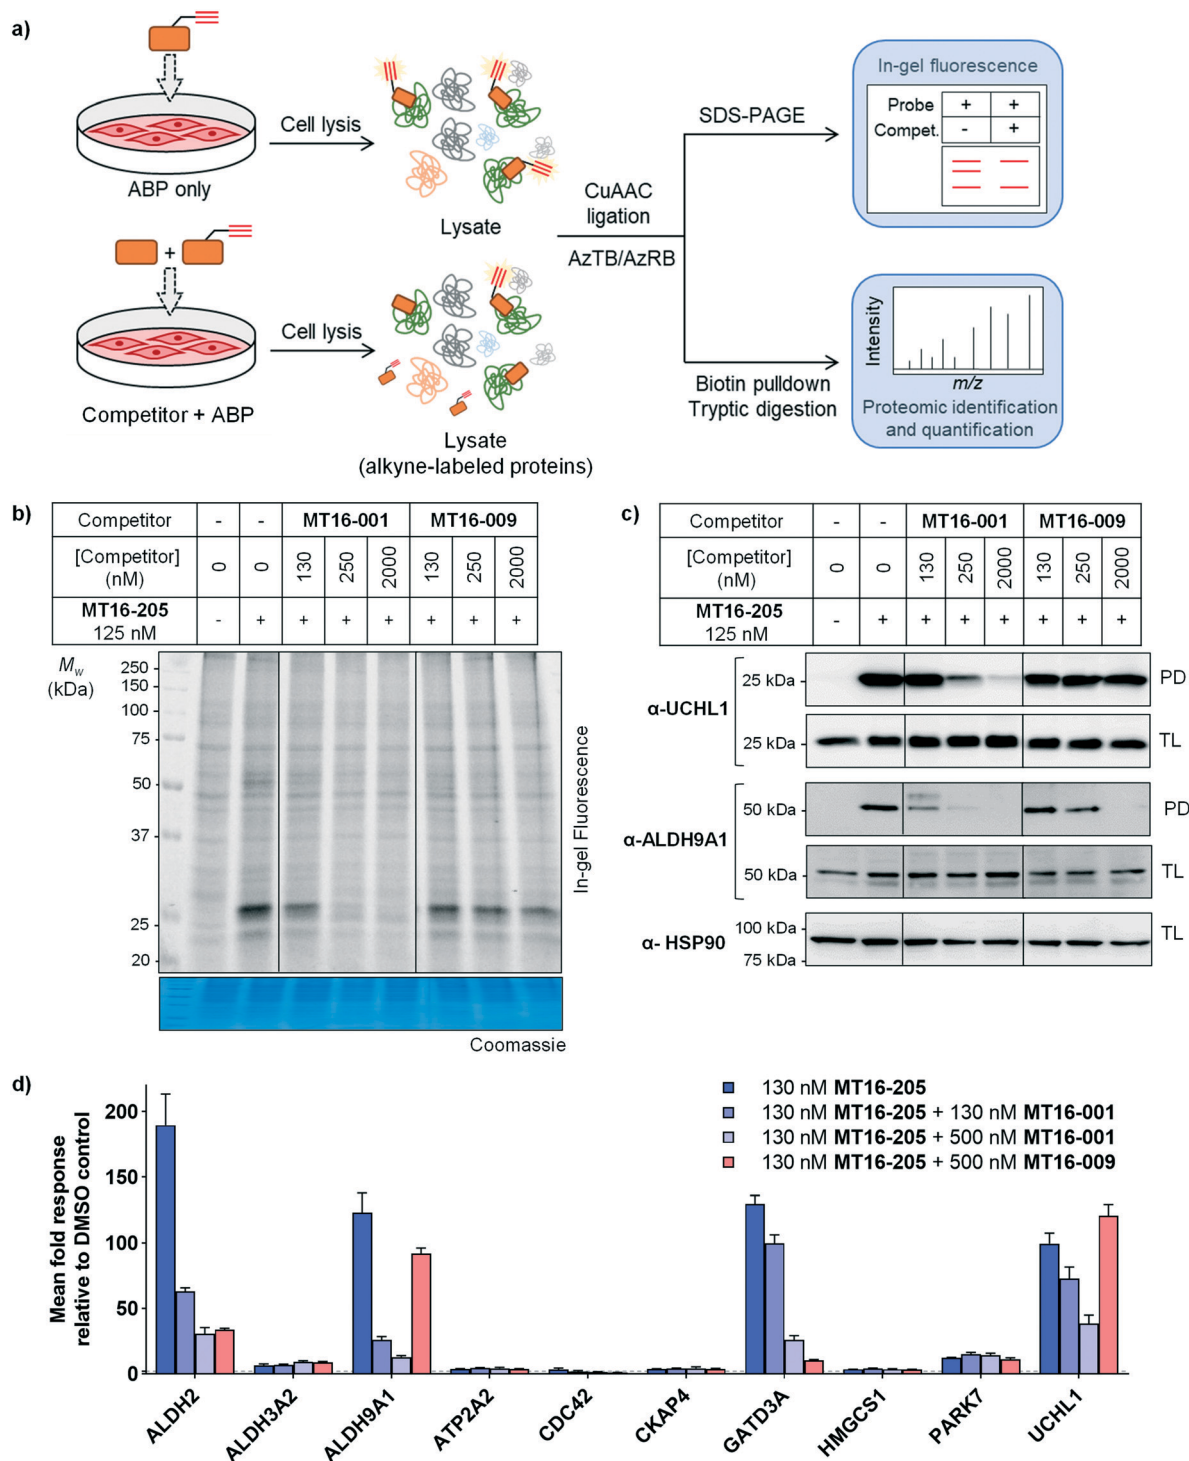 a)
ABP only
Cell lysis
Lysate
+
Competitor + ABP
Cell lysis
Lysate
(alkyne-labeled proteins)
CuAAC
ligation
AzTB/AzRB
SDS-PAGE
Biotin pulldown
Tryptic digestion
In-gel fluorescence
Probe + +
Compet. - +
Intensity
m/z
Proteomic identification
and quantification
b)
Competitor - - MT16-001 MT16-009
[Competitor] (nM) 0 0 130 250 2000 130 250 2000
MT16-205 125 nM - + + + + + + +
Mw
(kDa)
250
150
100
75
50
37
25
20
In-gel Fluorescence
Coomassie
c)
Competitor - - MT16-001 MT16-009
[Competitor] (nM) 0 0 130 250 2000 130 250 2000
MT16-205 125 nM - + + + + + + +
α-UCHL1
25 kDa PD
25 kDa TL
α-ALDH9A1
50 kDa PD
50 kDa TL
α- HSP90
100 kDa TL
75 kDa
d)
Mean fold response
relative to DMSO control
200
150
100
50
0
130 nM MT16-205
130 nM MT16-205 + 130 nM MT16-001
130 nM MT16-205 + 500 nM MT16-001
130 nM MT16-205 + 500 nM MT16-009
ALDH2
ALDH3A2
ALDH9A1
ATP2A2
CDC42
CKAP4
GATD3A
HMGCS1
PARK7
UCHL1